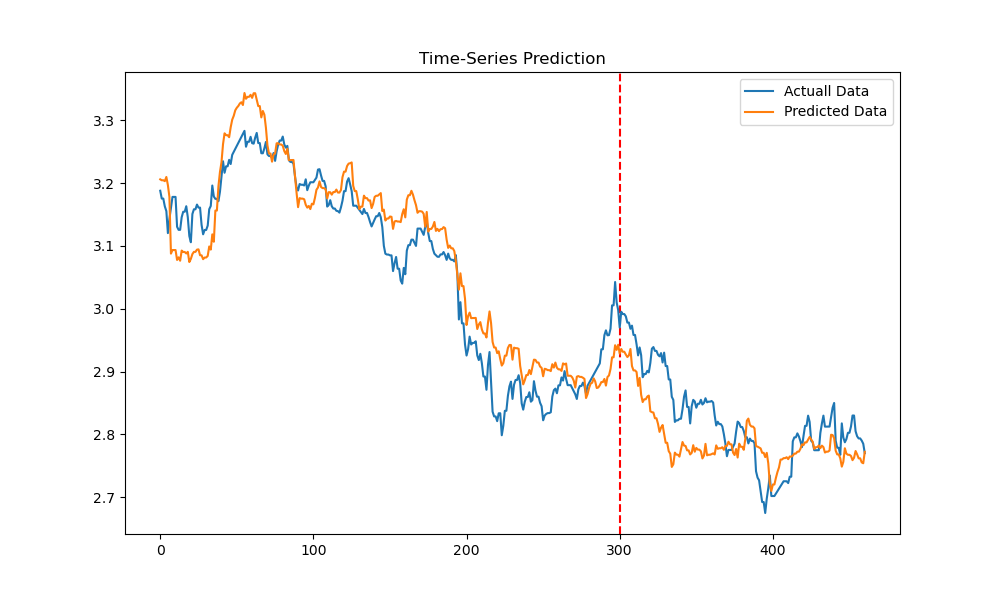 Time-Series Prediction
Actuall Data
Predicted Data
3.3
3.2
3.1
3.0
2.9
2.8
2.7
0 100 200 300 400